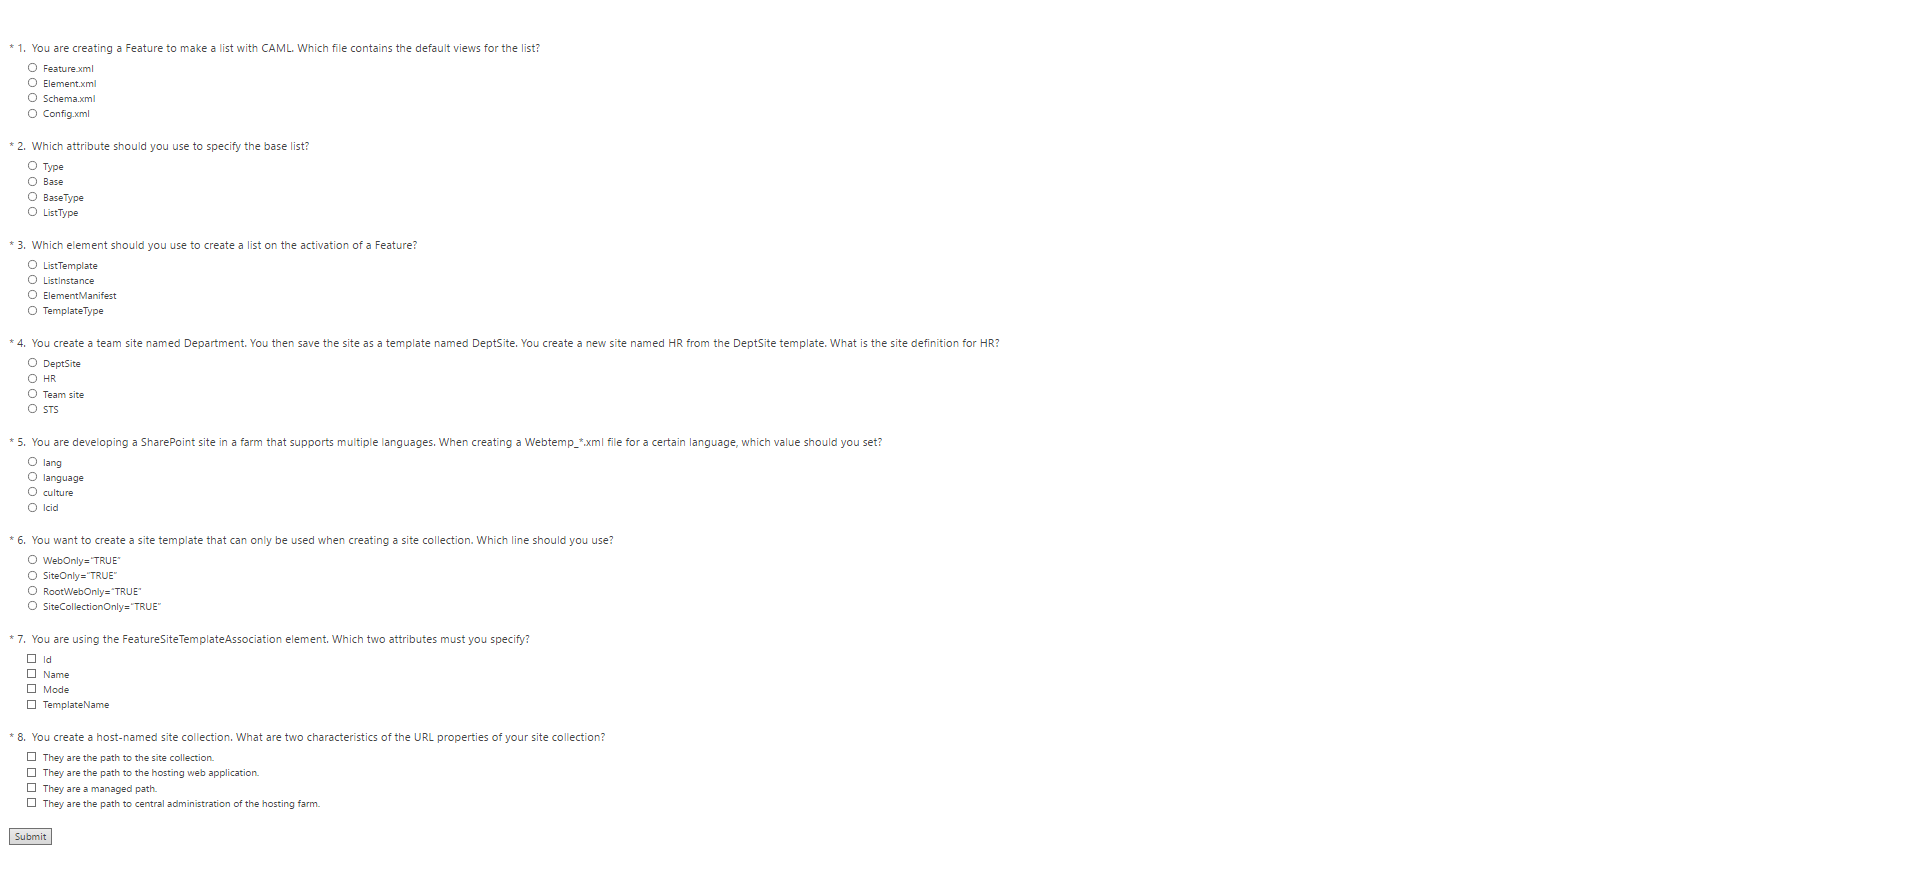 * 1. You are creating a Feature to make a list with CAML. Which file contains the default views for the list?
Feature.xml
Element.xml
Schema.xml
Config.xml
* 2. Which attribute should you use to specify the base list?
Type
Base
BaseType
ListType
* 3. Which element should you use to create a list on the activation of a Feature?
ListTemplate
ListInstance
ElementManifest
TemplateType
* 4. You create a team site named Department. You then save the site as a template named DeptSite. You create a new site named HR from the DeptSite template. What is the site definition for HR?
DeptSite
HR
Team site
STS
* 5. You are developing a SharePoint site in a farm that supports multiple languages. When creating a Webtemp_*.xml file for a certain language, which value should you set?
lang
language
culture
lcid
* 6. You want to create a site template that can only be used when creating a site collection. Which line should you use?
WebOnly="TRUE"
SiteOnly="TRUE"
RootWebOnly="TRUE"
SiteCollectionOnly="TRUE"
* 7. You are using the FeatureSiteTemplateAssociation element. Which two attributes must you specify?
Id
Name
Mode
TemplateName
* 8. You create a host-named site collection. What are two characteristics of the URL properties of your site collection?
They are the path to the site collection.
They are the path to the hosting web application.
They are a managed path.
They are the path to central administration of the hosting farm.
Submit